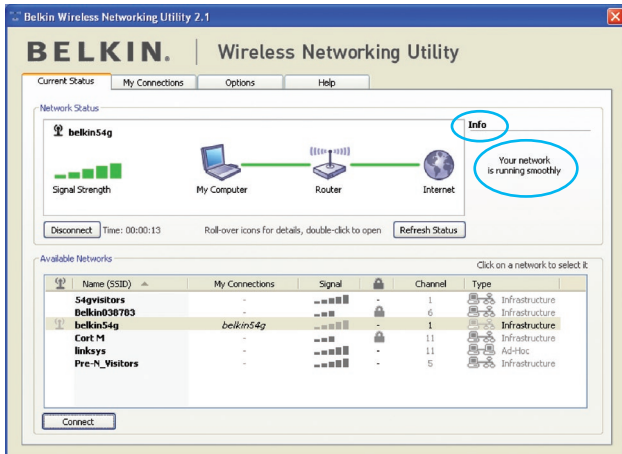 Belkin Wireless Networking Utility 2.1
BELKIN. | Wireless Networking Utility
Current Status My Connections Options Help
Network Status
belkin54g
Info
Your network
is running smoothly
Signal Strength My Computer Router Internet
Disconnect Time: 00:00:13 Roll-over icons for details, double-click to open Refresh Status
Available Networks
Click on a network to select it
Name (SSID) My Connections Signal Channel Type
54gvisitors - - 1 Infrastructure
Belkin038783 - 6 Infrastructure
belkin54g belkin54g - 1 Infrastructure
Cort M - 11 Infrastructure
linksys - - 11 Ad-Hoc
Pre-N_Visitors - - 5 Infrastructure
Connect